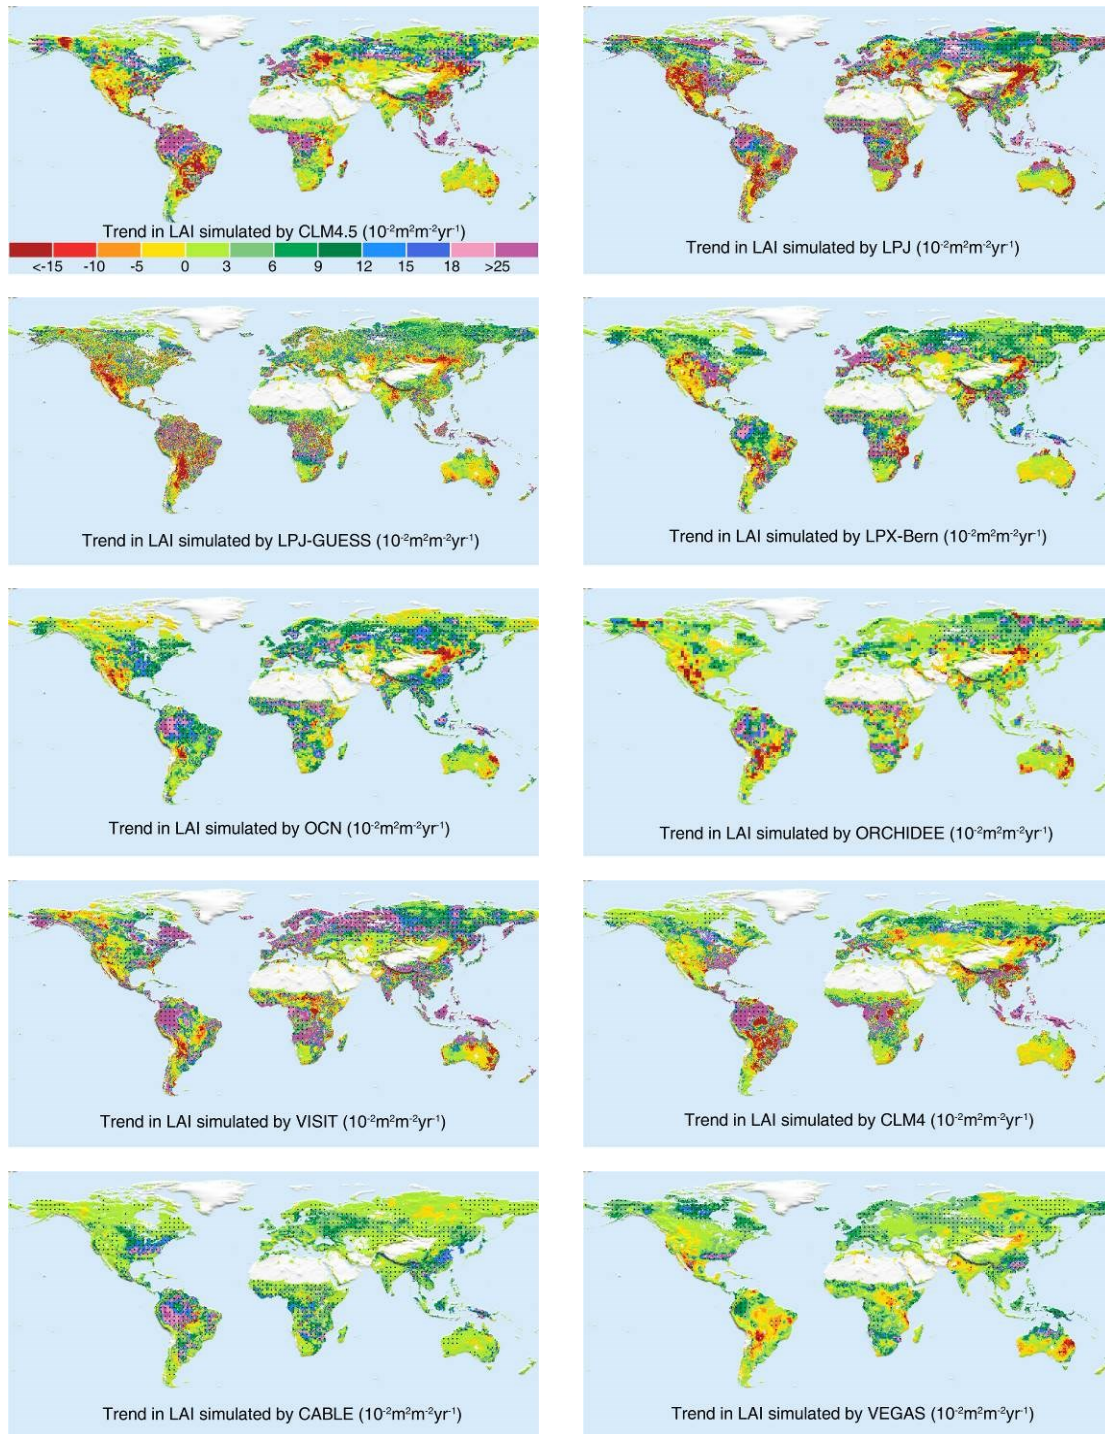 Trend in LAI simulated by CLM4.5 (10⁻²m²m⁻²yr⁻¹)
<-15 -10 -5 0 3 6 9 12 15 18 >25
Trend in LAI simulated by LPJ (10⁻²m²m⁻²yr⁻¹)
Trend in LAI simulated by LPJ-GUESS (10⁻²m²m⁻²yr⁻¹)
Trend in LAI simulated by LPX-Bern (10⁻²m²m⁻²yr⁻¹)
Trend in LAI simulated by OCN (10⁻²m²m⁻²yr⁻¹)
Trend in LAI simulated by ORCHIDEE (10⁻²m²m⁻²yr⁻¹)
Trend in LAI simulated by VISIT (10⁻²m²m⁻²yr⁻¹)
Trend in LAI simulated by CLM4 (10⁻²m²m⁻²yr⁻¹)
Trend in LAI simulated by CABLE (10⁻²m²m⁻²yr⁻¹)
Trend in LAI simulated by VEGAS (10⁻²m²m⁻²yr⁻¹)